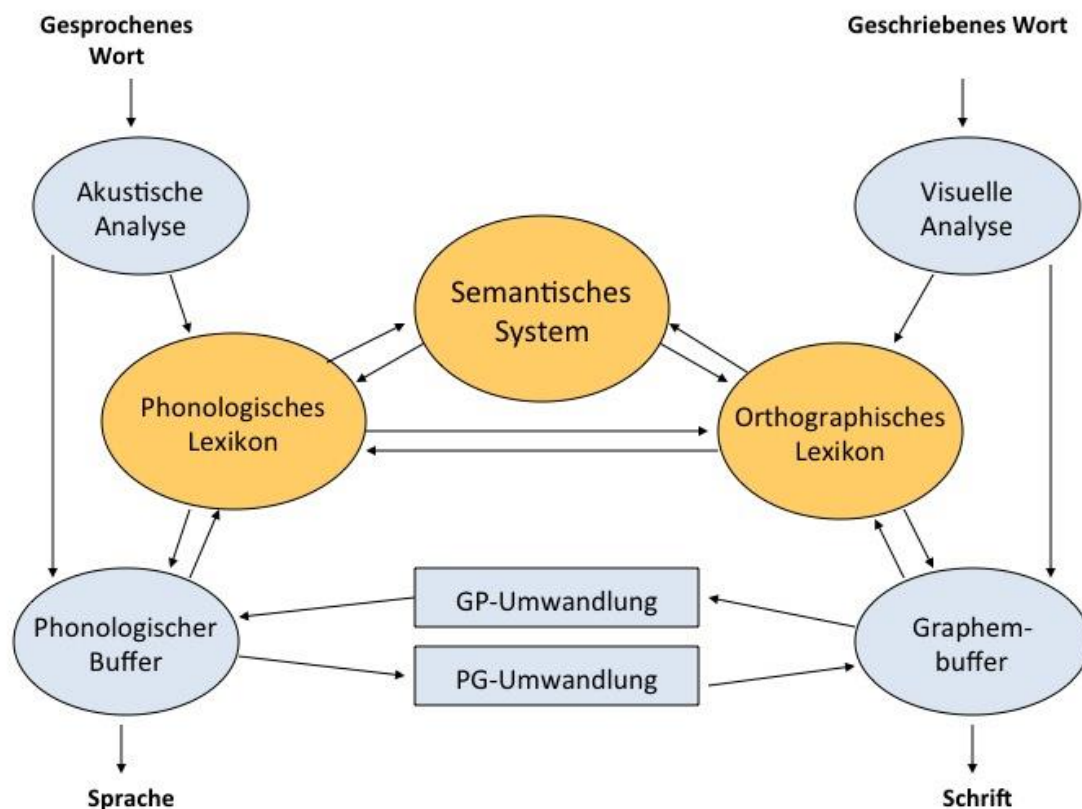 Gesprochenes
Wort
Geschriebenes Wort
Akustische
Analyse
Visuelle
Analyse
Semantisches
System
Phonologisches
Lexikon
Orthographisches
Lexikon
GP-Umwandlung
Phonologischer
Buffer
Graphem-
buffer
PG-Umwandlung
Sprache
Schrift